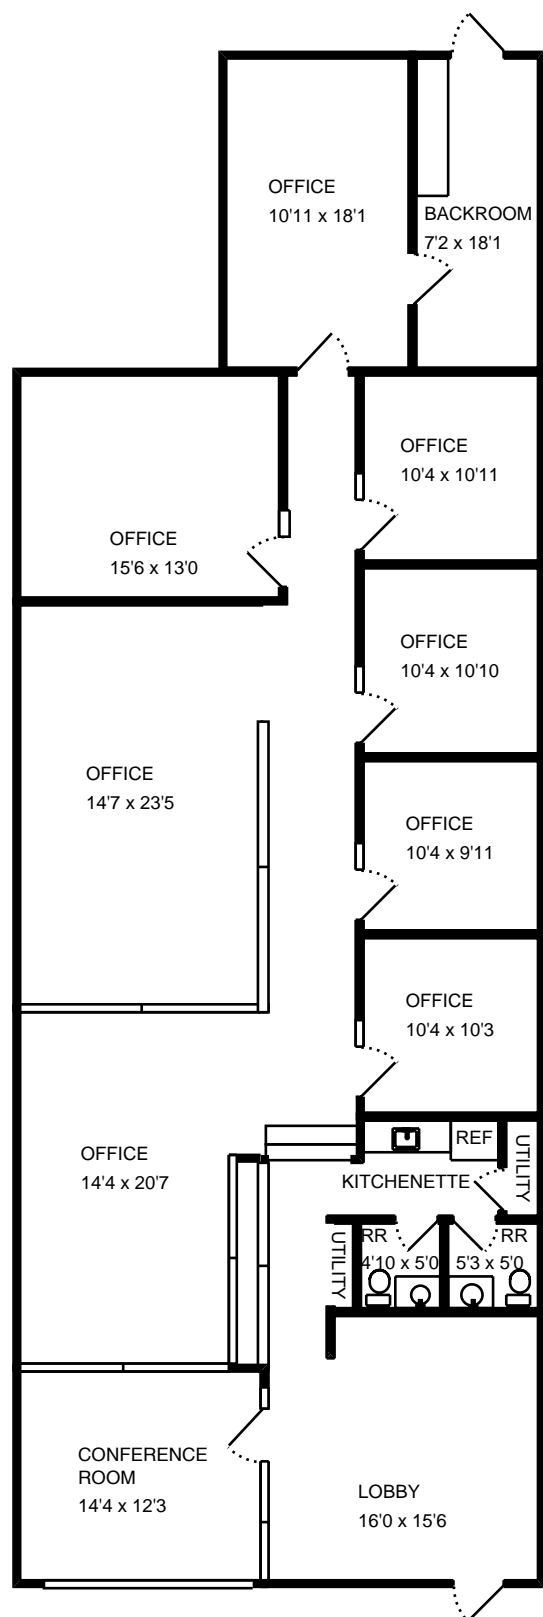 OFFICE
10'11 x 18'1
BACKROOM
7'2 x 18'1
OFFICE
10'4 x 10'11
OFFICE
15'6 x 13'0
OFFICE
10'4 x 10'10
OFFICE
14'7 x 23'5
OFFICE
10'4 x 9'11
OFFICE
10'4 x 10'3
REF
UTILITY
OFFICE
14'4 x 20'7
KITCHENETTE
UTILITY
RR
4'10 x 5'0
RR
5'3 x 5'0
CONFERENCE
ROOM
14'4 x 12'3
LOBBY
16'0 x 15'6